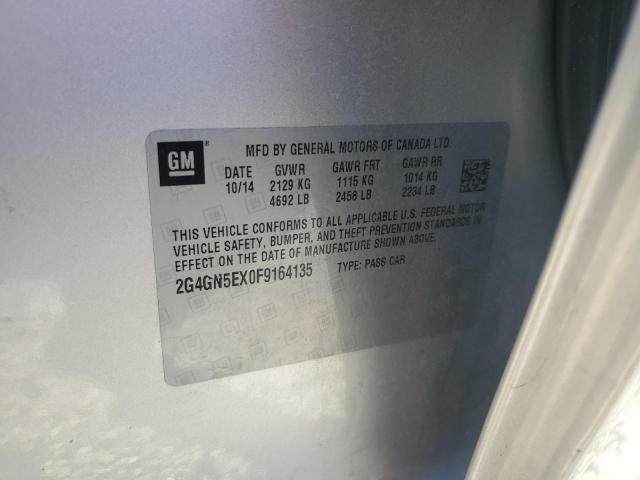 GM ®
MFD BY GENERAL MOTORS OF CANADA LTD.
DATE GVWR GAWR FRT GAWR RR
10/14 2129 KG 1115 KG 1014 KG
4692 LB 2458 LB 2234 LB
THIS VEHICLE CONFORMS TO ALL APPLICABLE U.S. FEDERAL MOTOR
VEHICLE SAFETY, BUMPER, AND THEFT PREVENTION STANDARDS IN
EFFECT ON THE DATE OF MANUFACTURE SHOWN ABOVE.
2G4GN5EX0F9164135 TYPE: PASS CAR